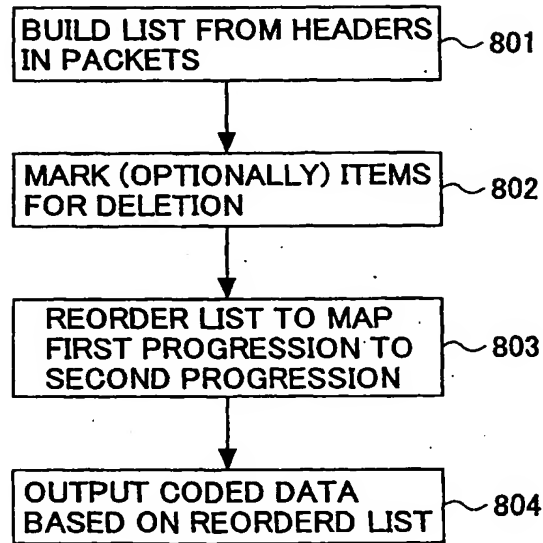 BUILD LIST FROM HEADERS
IN PACKETS
801
MARK (OPTIONALLY) ITEMS
FOR DELETION
802
REORDER LIST TO MAP
FIRST PROGRESSION TO
SECOND PROGRESSION
803
OUTPUT CODED DATA
BASED ON REORDERD LIST
804